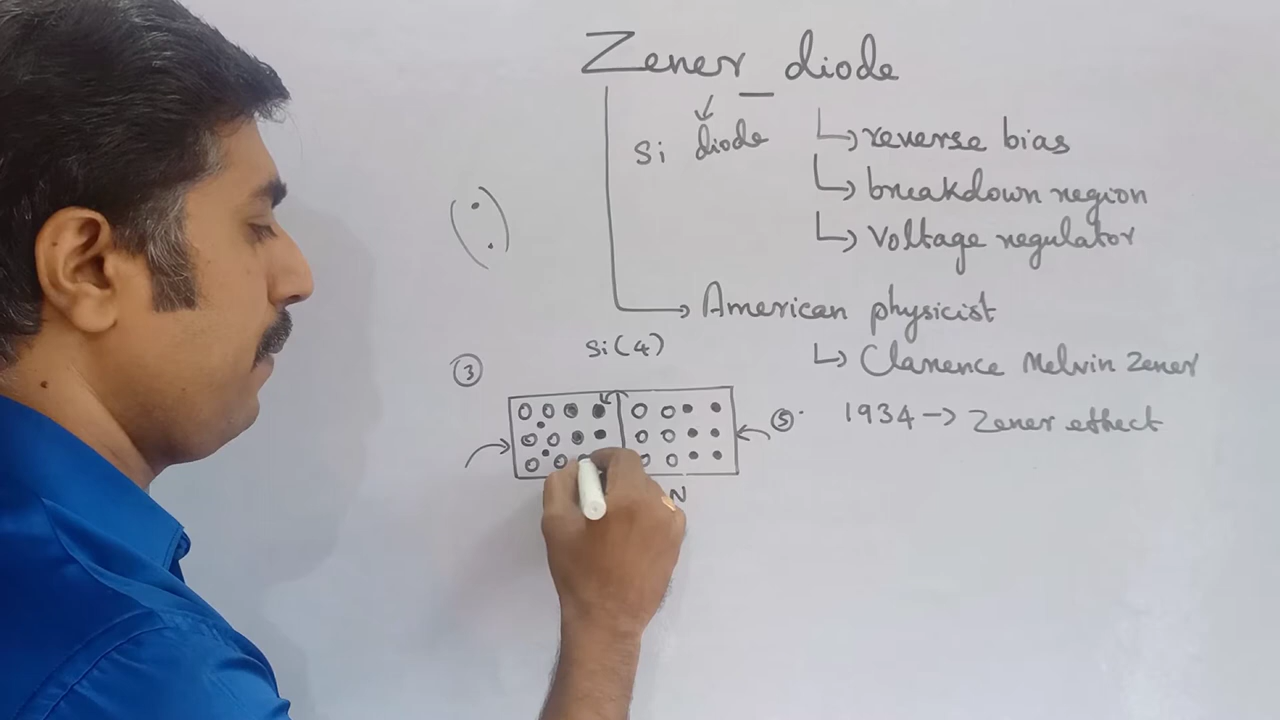 Zener diode
Si diode
reverse bias
breakdown region
Voltage regulator
American physicist
Clarence Melvin Zener
1934 → Zener effect
Si(4)
3
5
N